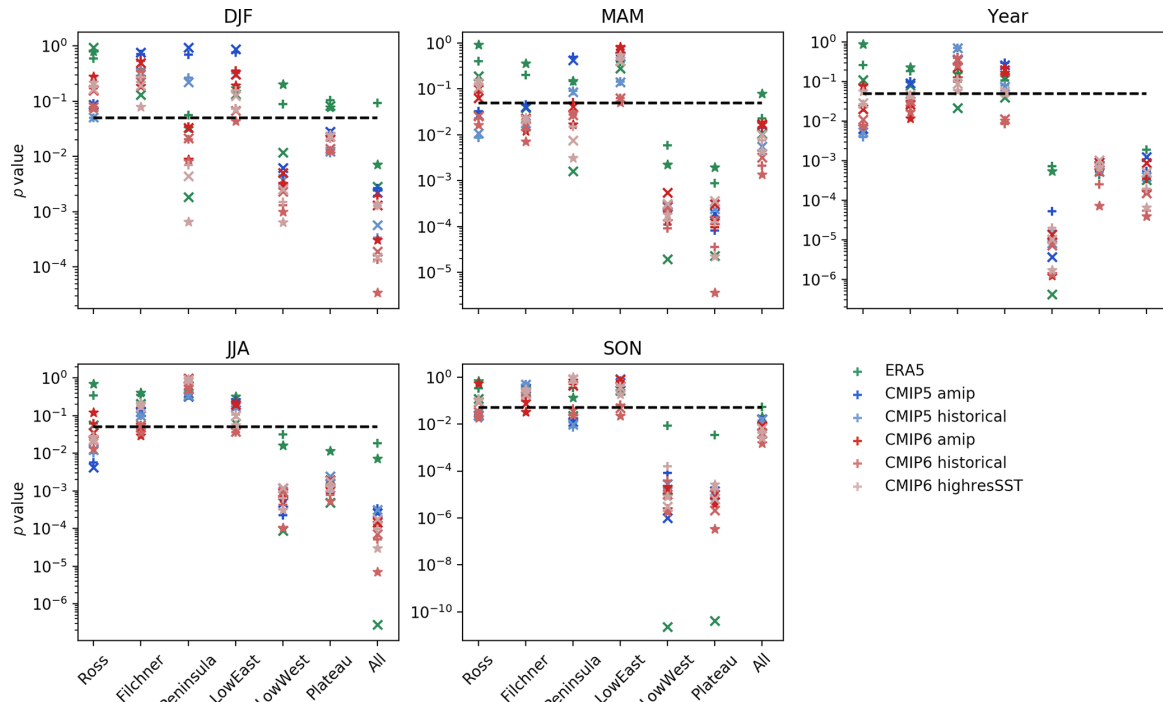 DJF
MAM
Year
10⁰
10⁻¹
10⁻²
10⁻³
10⁻⁴
p value
10⁰
10⁻¹
10⁻²
10⁻³
10⁻⁴
10⁻⁵
10⁰
10⁻¹
10⁻²
10⁻³
10⁻⁴
10⁻⁵
10⁻⁶
JJA
SON
10⁰
10⁻¹
10⁻²
10⁻³
10⁻⁴
10⁻⁵
10⁻⁶
p value
10⁰
10⁻²
10⁻⁴
10⁻⁶
10⁻⁸
10⁻¹⁰
ERA5
CMIP5 amip
CMIP5 historical
CMIP6 amip
CMIP6 historical
CMIP6 highresSST
Ross
Filchner
Peninsula
LowEast
LowWest
Plateau
All
Ross
Filchner
Peninsula
LowEast
LowWest
Plateau
All